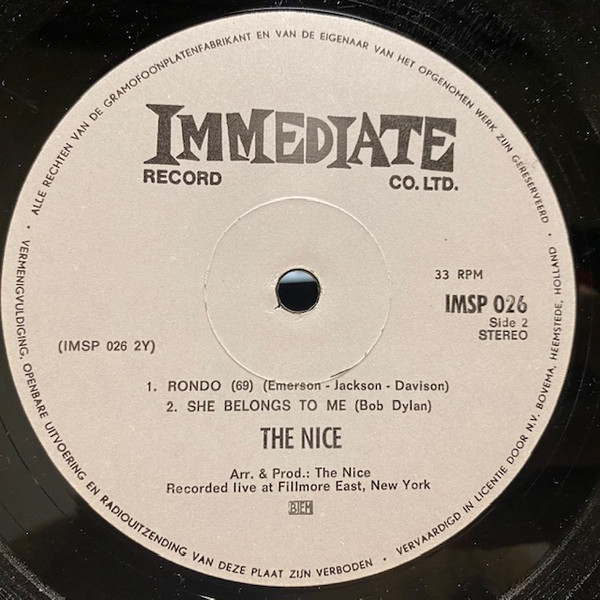 ALLE RECHTEN VAN DE GRAMOFOONPLATENFABRIKANT EN VAN DE EIGENAAR VAN HET OPGENOMEN WERK ZIJN GERESERVEERD •
IMMEDIATE
RECORD CO. LTD.
33 RPM
IMSP 026
Side 2
STEREO
(IMSP 026 2Y)
1. RONDO (69) (Emerson - Jackson - Davison)
2. SHE BELONGS TO ME (Bob Dylan)
THE NICE
Arr. & Prod.: The Nice
Recorded live at Fillmore East, New York
BIEM
VERMENIGVULDIGING, OPENBARE UITVOERING EN RADIOUITZENDING VAN DEZE PLAAT ZIJN VERBODEN •
VERVAARDIGD IN LICENTIE DOOR N.V. BOVEMA, HEEMSTEDE, HOLLAND